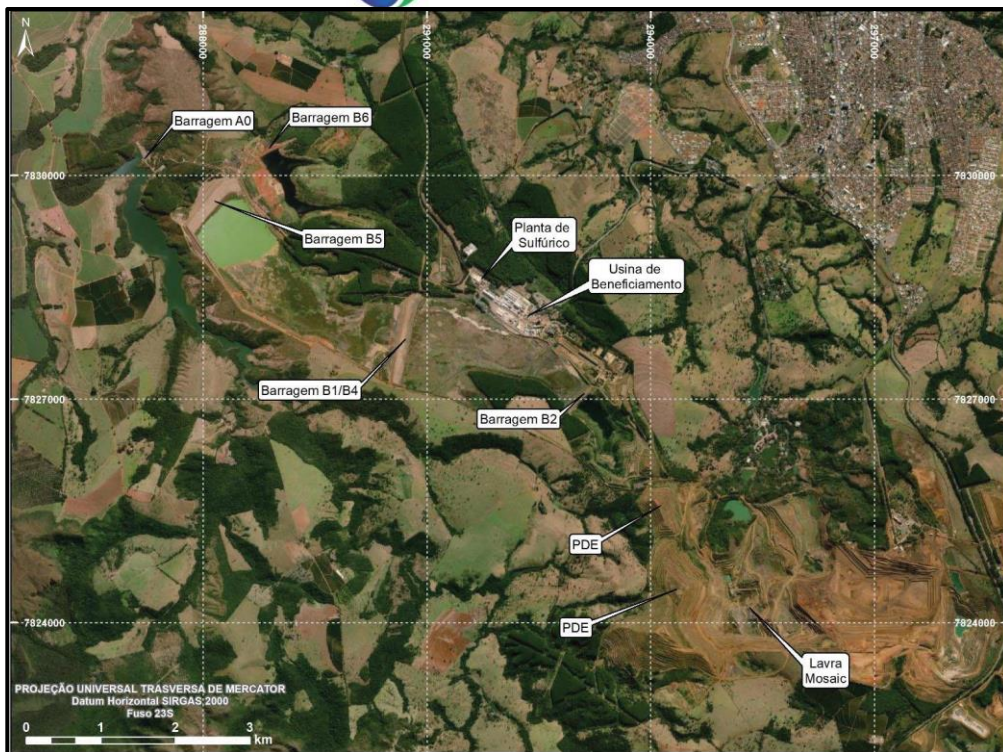 N
288000
291000
294000
297000
Barragem A0
Barragem B6
7830000
7830000
Barragem B5
Planta de
Sulfúrico
Usina de
Beneficiamento
Barragem B1/B4
7827000
7827000
Barragem B2
PDE
PDE
7824000
7824000
Lavra
Mosaic
PROJEÇÃO UNIVERSAL TRASVERSA DE MERCATOR
Datum Horizontal SIRGAS 2000
Fuso 23S
0 1 2 3
km